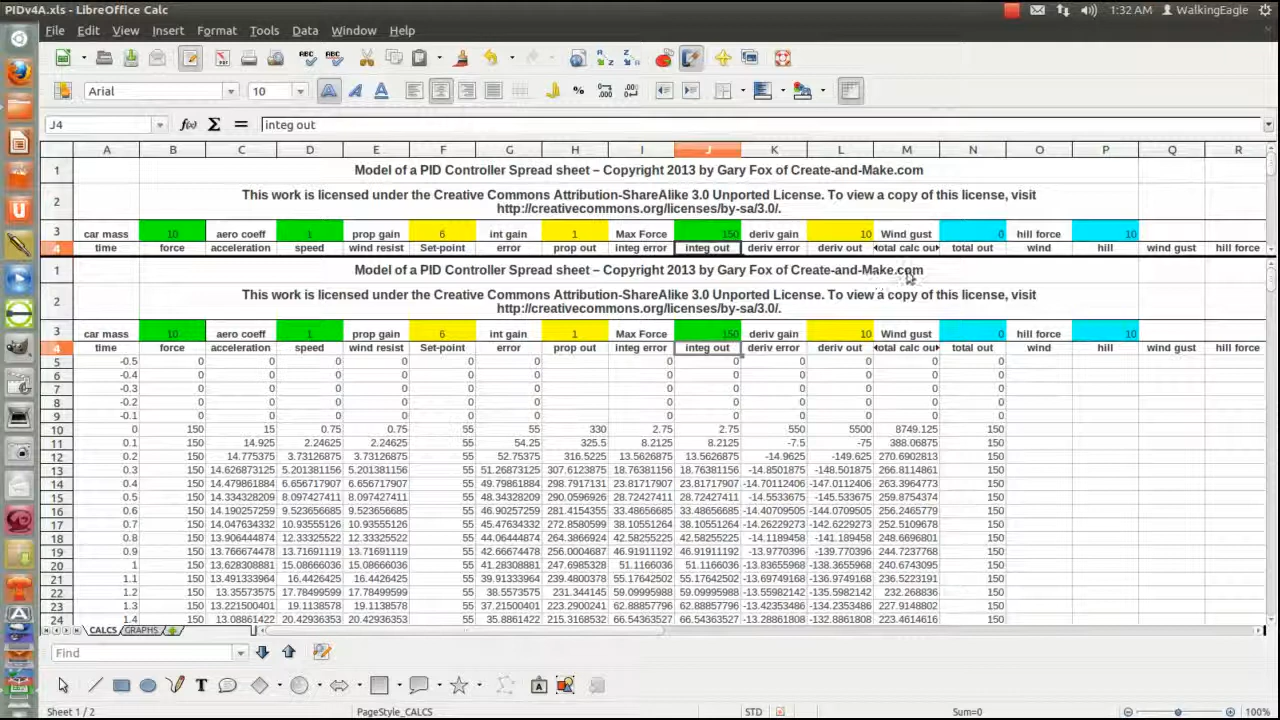 PIDv4A.xls - LibreOffice Calc 1:32 AM WalkingEagle
File Edit View Insert Format Tools Data Window Help
Arial 10
J4 integ out
A B C D E F G H I J K L M N O P Q R
1 Model of a PID Controller Spread sheet – Copyright 2013 by Gary Fox of Create-and-Make.com
2 This work is licensed under the Creative Commons Attribution-ShareAlike 3.0 Unported License. To view a copy of this license, visit
http://creativecommons.org/licenses/by-sa/3.0/.
3 car mass 10 aero coeff 1 prop gain 6 int gain 1 Max Force 150 deriv gain 10 Wind gust 0 hill force 10
4 time force acceleration speed wind resist Set-point error prop out integ error integ out deriv error deriv out total calc ou total out wind hill wind gust hill force
1 Model of a PID Controller Spread sheet – Copyright 2013 by Gary Fox of Create-and-Make.com
2 This work is licensed under the Creative Commons Attribution-ShareAlike 3.0 Unported License. To view a copy of this license, visit
http://creativecommons.org/licenses/by-sa/3.0/.
3 car mass 10 aero coeff 1 prop gain 6 int gain 1 Max Force 150 deriv gain 10 Wind gust 0 hill force 10
4 time force acceleration speed wind resist Set-point error prop out integ error integ out deriv error deriv out total calc ou total out wind hill wind gust hill force
5 -0.5 0 0 0 0 0 0 0 0 0 0 0 0 0
6 -0.4 0 0 0 0 0 0 0 0 0 0 0 0 0
7 -0.3 0 0 0 0 0 0 0 0 0 0 0 0 0
8 -0.2 0 0 0 0 0 0 0 0 0 0 0 0 0
9 -0.1 0 0 0 0 0 0 0 0 0 0 0 0 0
10 0 150 15 0.75 0.75 55 55 330 2.75 2.75 550 5500 8749.125 150
11 0.1 150 14.925 2.24625 2.24625 55 54.25 325.5 8.2125 8.2125 -7.5 -75 388.06875 150
12 0.2 150 14.775375 3.73126875 3.73126875 55 52.75375 316.5225 13.5626875 13.5626875 -14.9625 -149.625 270.6902813 150
13 0.3 150 14.626873125 5.201381156 5.201381156 55 51.26873125 307.6123875 18.76381156 18.76381156 -14.8501875 -148.501875 266.8114861 150
14 0.4 150 14.479861884 6.656717907 6.656717907 55 49.79861884 298.7917131 23.81717907 23.81717907 -14.70112406 -147.0112406 263.3964773 150
15 0.5 150 14.334328209 8.097427411 8.097427411 55 48.34328209 290.0596926 28.72427411 28.72427411 -14.5533675 -145.533675 259.8754374 150
16 0.6 150 14.190257259 9.523656685 9.523656685 55 46.90257259 281.4154355 33.48656685 33.48656685 -14.40709505 -144.0709505 256.2465779 150
17 0.7 150 14.047634332 10.93555126 10.93555126 55 45.47634332 272.8580599 38.10551264 38.10551264 -14.26229273 -142.6229273 252.5109678 150
18 0.8 150 13.906444874 12.33325522 12.33325522 55 44.06444874 264.3866924 42.58255225 42.58255225 -14.1189458 -141.189458 248.6696801 150
19 0.9 150 13.766674478 13.71691119 13.71691119 55 42.66674478 256.0004687 46.91911192 46.91911192 -13.9770396 -139.770396 244.7237768 150
20 1 150 13.628308881 15.08666036 15.08666036 55 41.28308881 247.6985328 51.1166036 51.1166036 -13.83655968 -138.3655968 240.6743095 150
21 1.1 150 13.491333964 16.4426425 16.4426425 55 39.91333964 239.4800378 55.17642502 55.17642502 -13.69749168 -136.9749168 236.5223191 150
22 1.2 150 13.35573575 17.78499599 17.78499599 55 38.5573575 231.344145 59.09995988 59.09995988 -13.55982142 -135.5982142 232.268836 150
23 1.3 150 13.221500401 19.1138578 19.1138578 55 37.21500401 223.2900241 62.88857796 62.88857796 -13.42353486 -134.2353486 227.9148802 150
24 1.4 150 13.08861422 20.42936534 20.42936534 55 35.8861422 215.3168532 66.54363527 66.54363527 -13.28861808 -132.8861808 223.4614616 150
CALCS GRAPHS
Find
Sheet 1 / 2 PageStyle_CALCS STD Sum=0 100%